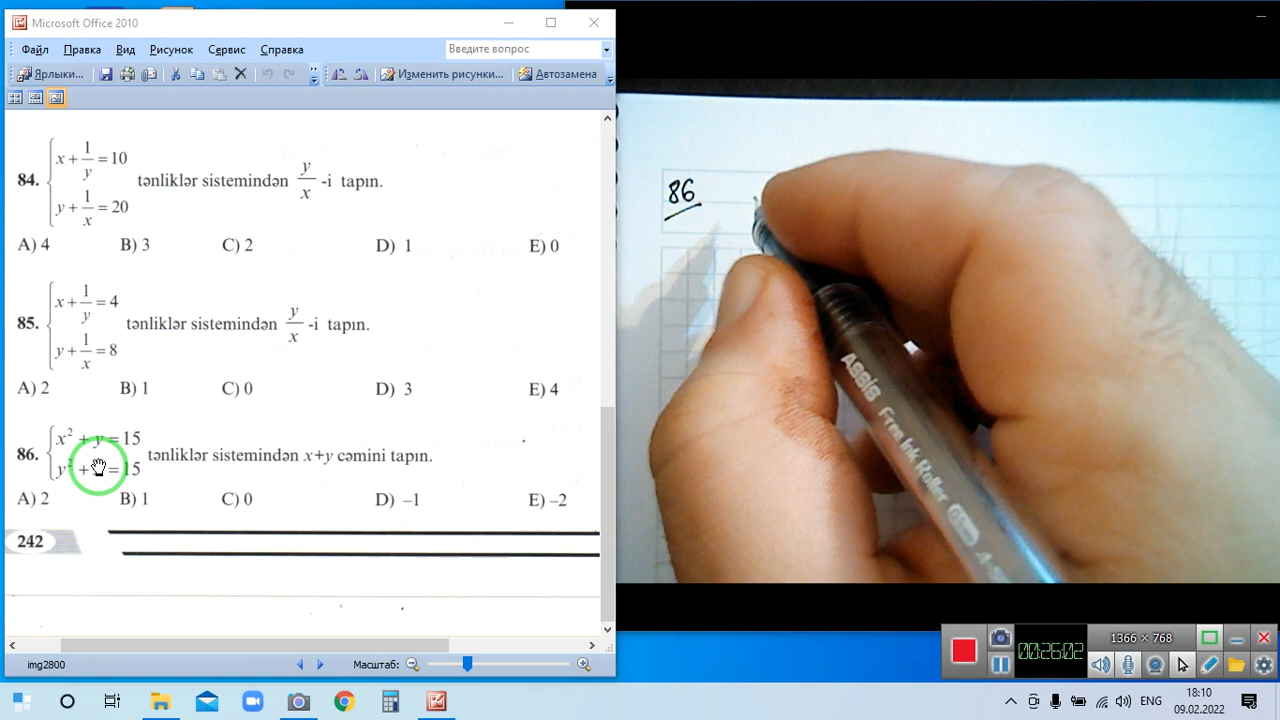 Microsoft Office 2010
Файл Правка Вид Рисунок Сервис Справка Введите вопрос
Ярлыки... Изменить рисунки... Автозамена
84. { x + 1/y = 10
y + 1/x = 20 tənliklər sistemindən y/x -i tapın.
A) 4 B) 3 C) 2 D) 1 E) 0
85. { x + 1/y = 4
y + 1/x = 8 tənliklər sistemindən y/x -i tapın.
A) 2 B) 1 C) 0 D) 3 E) 4
86. { x² + y = 15
y² + = 15 tənliklər sistemindən x+y cəmini tapın.
A) 2 B) 1 C) 0 D) –1 E) –2
242
img2800 Масштаб:
86
Assis Free Ink Roller
1366 × 768
00:26:02
ENG
18:10
09.02.2022